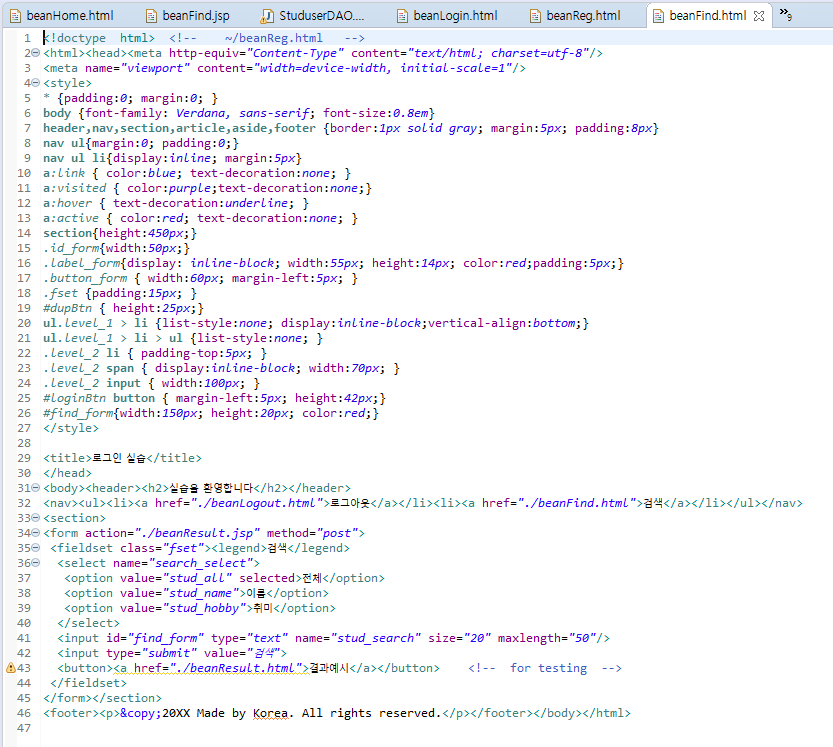 beanHome.html beanFind.jsp StuduserDAO.... beanLogin.html beanReg.html beanFind.html »9
1 <!doctype  html>  <!--    ~/beanReg.html   -->
2 <html><head><meta http-equiv="Content-Type" content="text/html; charset=utf-8"/>
3 <meta name="viewport" content="width=device-width, initial-scale=1"/>
4 <style>
5 * {padding:0; margin:0; }
6 body {font-family: Verdana, sans-serif; font-size:0.8em}
7 header,nav,section,article,aside,footer {border:1px solid gray; margin:5px; padding:8px}
8 nav ul{margin:0; padding:0;}
9 nav ul li{display:inline; margin:5px}
10 a:link { color:blue; text-decoration:none; }
11 a:visited { color:purple;text-decoration:none;}
12 a:hover { text-decoration:underline; }
13 a:active { color:red; text-decoration:none; }
14 section{height:450px;}
15 .id_form{width:50px;}
16 .label_form{display: inline-block; width:55px; height:14px; color:red;padding:5px;}
17 .button_form { width:60px; margin-left:5px; }
18 .fset {padding:15px; }
19 #dupBtn { height:25px;}
20 ul.level_1 > li {list-style:none; display:inline-block;vertical-align:bottom;}
21 ul.level_1 > li > ul {list-style:none; }
22 .level_2 li { padding-top:5px; }
23 .level_2 span { display:inline-block; width:70px; }
24 .level_2 input { width:100px; }
25 #loginBtn button { margin-left:5px; height:42px;}
26 #find_form{width:150px; height:20px; color:red;}
27 </style>
28
29 <title>로그인 실습</title>
30 </head>
31 <body><header><h2>실습을 환영합니다</h2></header>
32 <nav><ul><li><a href="./beanLogout.html">로그아웃</a></li><li><a href="./beanFind.html">검색</a></li></ul></nav>
33 <section>
34 <form action="./beanResult.jsp" method="post">
35  <fieldset class="fset"><legend>검색</legend>
36   <select name="search_select">
37    <option value="stud_all" selected>전체</option>
38    <option value="stud_name">이름</option>
39    <option value="stud_hobby">취미</option>
40   </select>
41   <input id="find_form" type="text" name="stud_search" size="20" maxlength="50"/>
42   <input type="submit" value="검색">
43   <button><a href="./beanResult.html">결과예시</a></button>    <!--  for testing  -->
44  </fieldset>
45 </form></section>
46 <footer><p>&copy;20XX Made by Korea. All rights reserved.</p></footer></body></html>
47